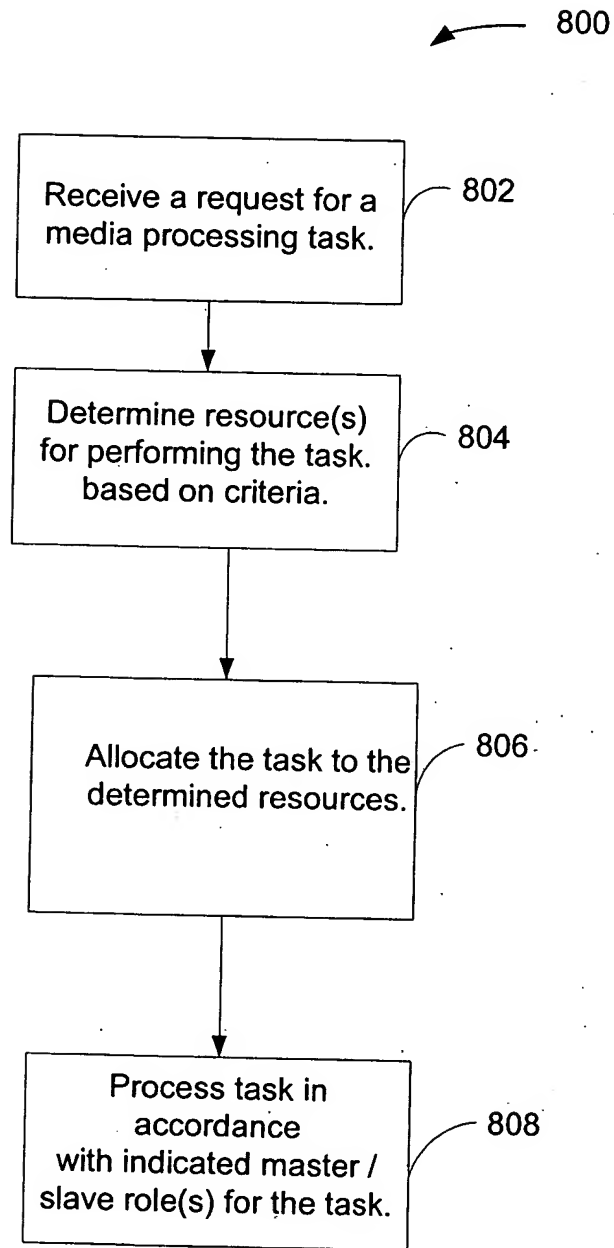 800
Receive a request for a
media processing task.
802
Determine resource(s)
for performing the task.
based on criteria.
804
Allocate the task to the
determined resources.
806
Process task in
accordance
with indicated master /
slave role(s) for the task.
808